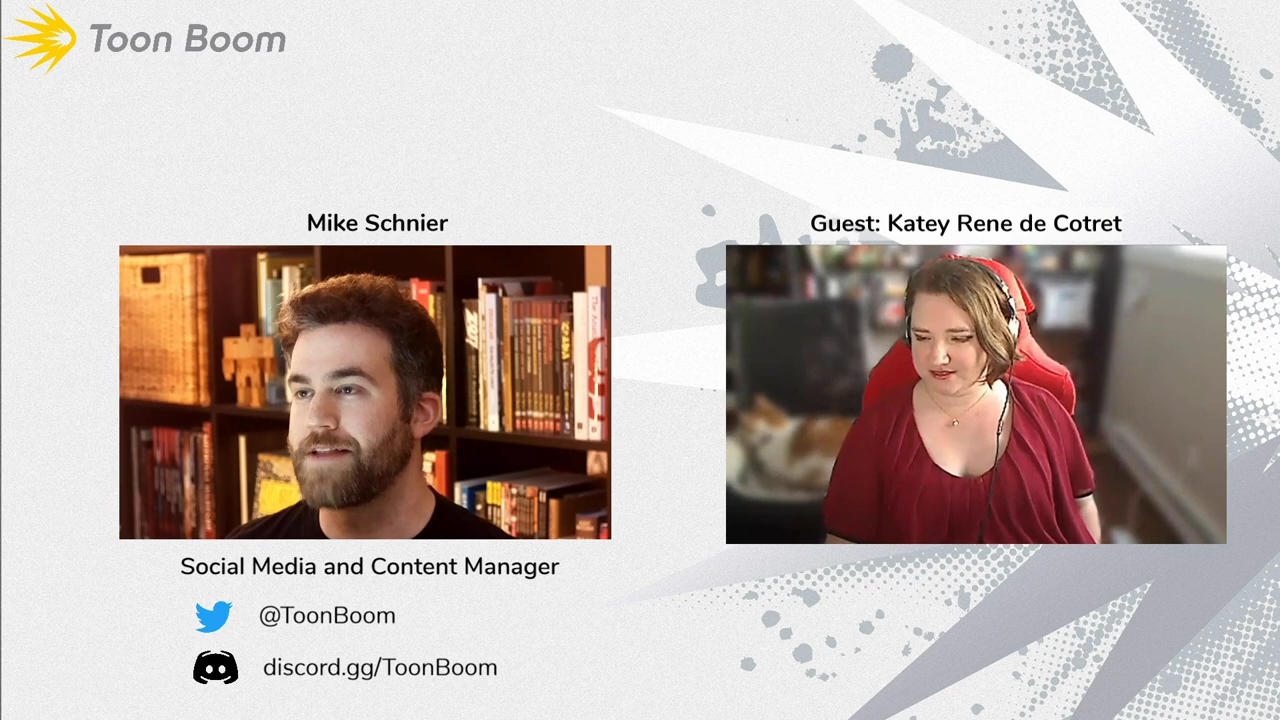 Toon Boom
Mike Schnier
Guest: Katey Rene de Cotret
Social Media and Content Manager
@ToonBoom
discord.gg/ToonBoom